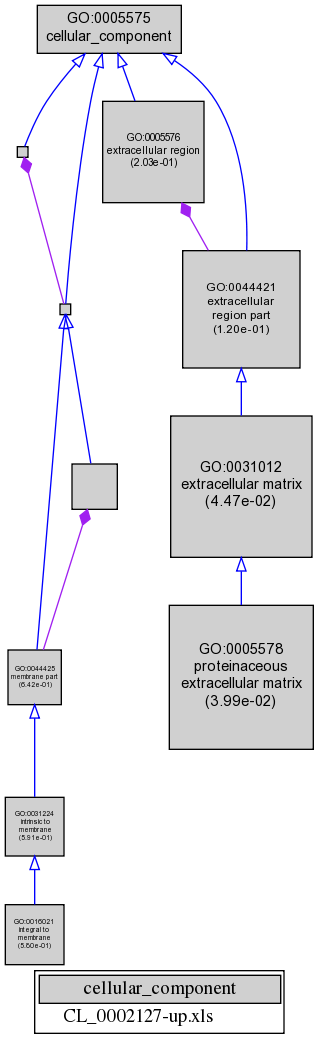 GO:0005575
cellular_component
GO:0005576
extracellular region
(2.03e-01)
GO:0044421
extracellular
region part
(1.20e-01)
GO:0031012
extracellular matrix
(4.47e-02)
GO:0005578
proteinaceous
extracellular matrix
(3.99e-02)
GO:0044425
membrane part
(6.42e-01)
GO:0031224
intrinsic to
membrane
(5.91e-01)
GO:0016021
integral to
membrane
(5.60e-01)
cellular_component
CL_0002127-up.xls